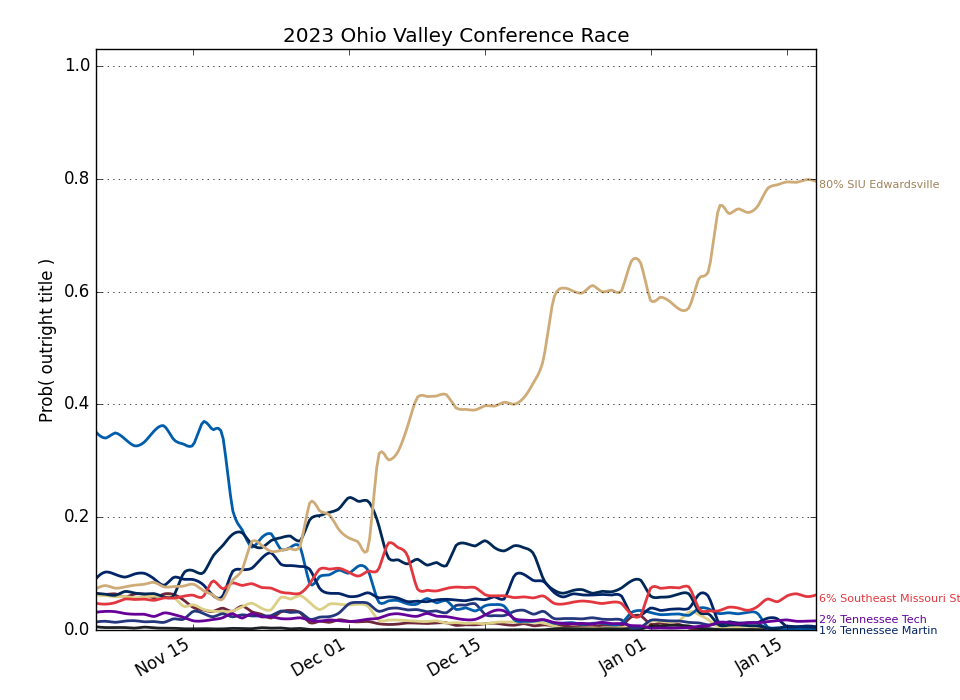 2023 Ohio Valley Conference Race
Prob( outright title )
1.0
0.8
0.6
0.4
0.2
0.0
80% SIU Edwardsville
6% Southeast Missouri St
2% Tennessee Tech
1% Tennessee Martin
Nov 15
Dec 01
Dec 15
Jan 01
Jan 15